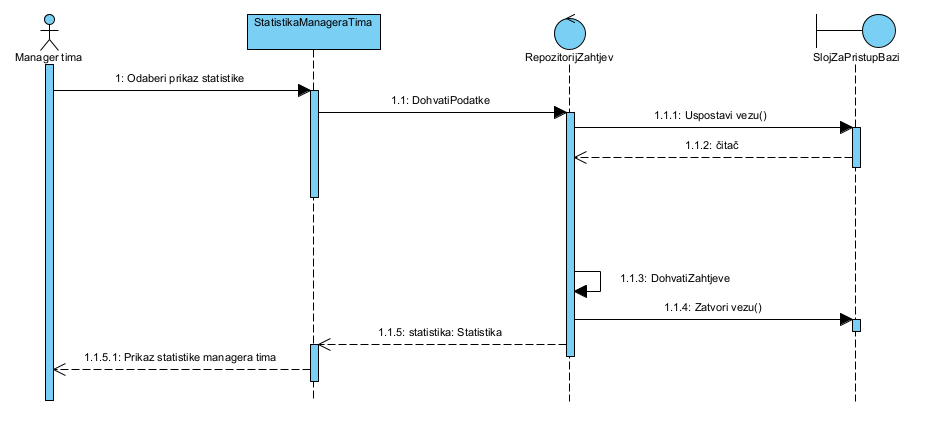 StatistikaManageraTima
Manager tima
RepozitorijZahtjev
SlojZaPristupBazi
1: Odaberi prikaz statistike
1.1: DohvatiPodatke
1.1.1: Uspostavi vezu()
1.1.2: čitač
1.1.3: DohvatiZahtjeve
1.1.4: Zatvori vezu()
1.1.5: statistika: Statistika
1.1.5.1: Prikaz statistike managera tima